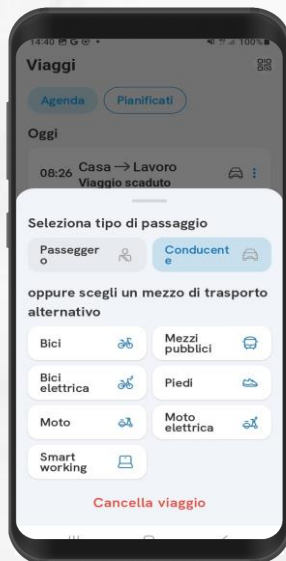 14:40
100%
Viaggi
Agenda
Pianificati
Oggi
08:26 Casa → Lavoro
Viaggio scaduto
Seleziona tipo di passaggio
Passegger
o
Conducent
e
oppure scegli un mezzo di trasporto
alternativo
Bici
Mezzi
pubblici
Bici
elettrica
Piedi
Moto
Moto
elettrica
Smart
working
Cancella viaggio